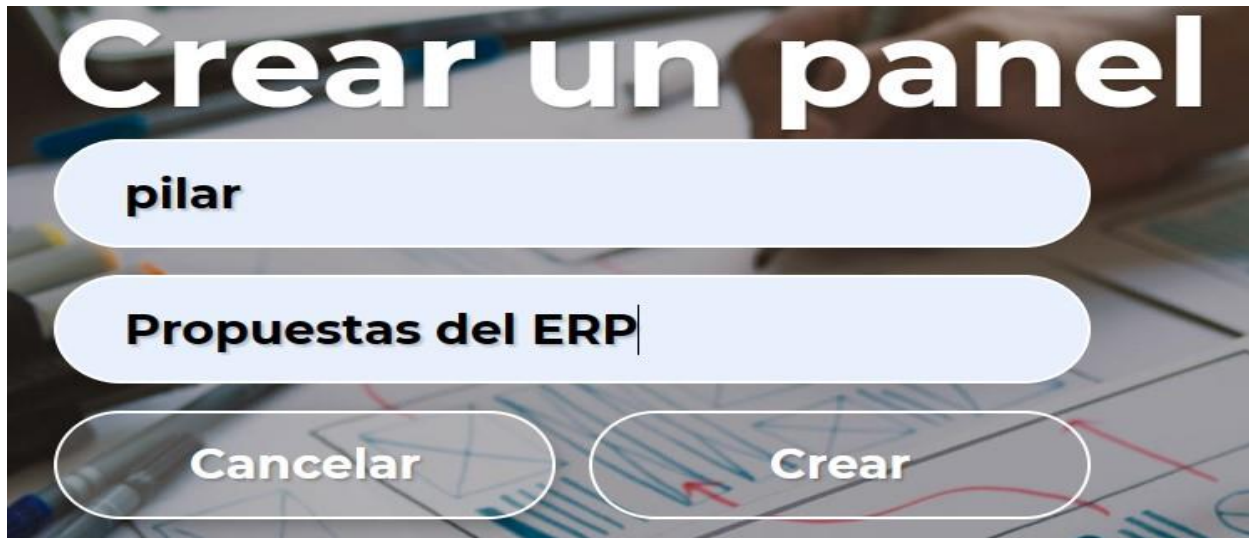 Crear un panel
pilar
Propuestas del ERP
Cancelar
Crear